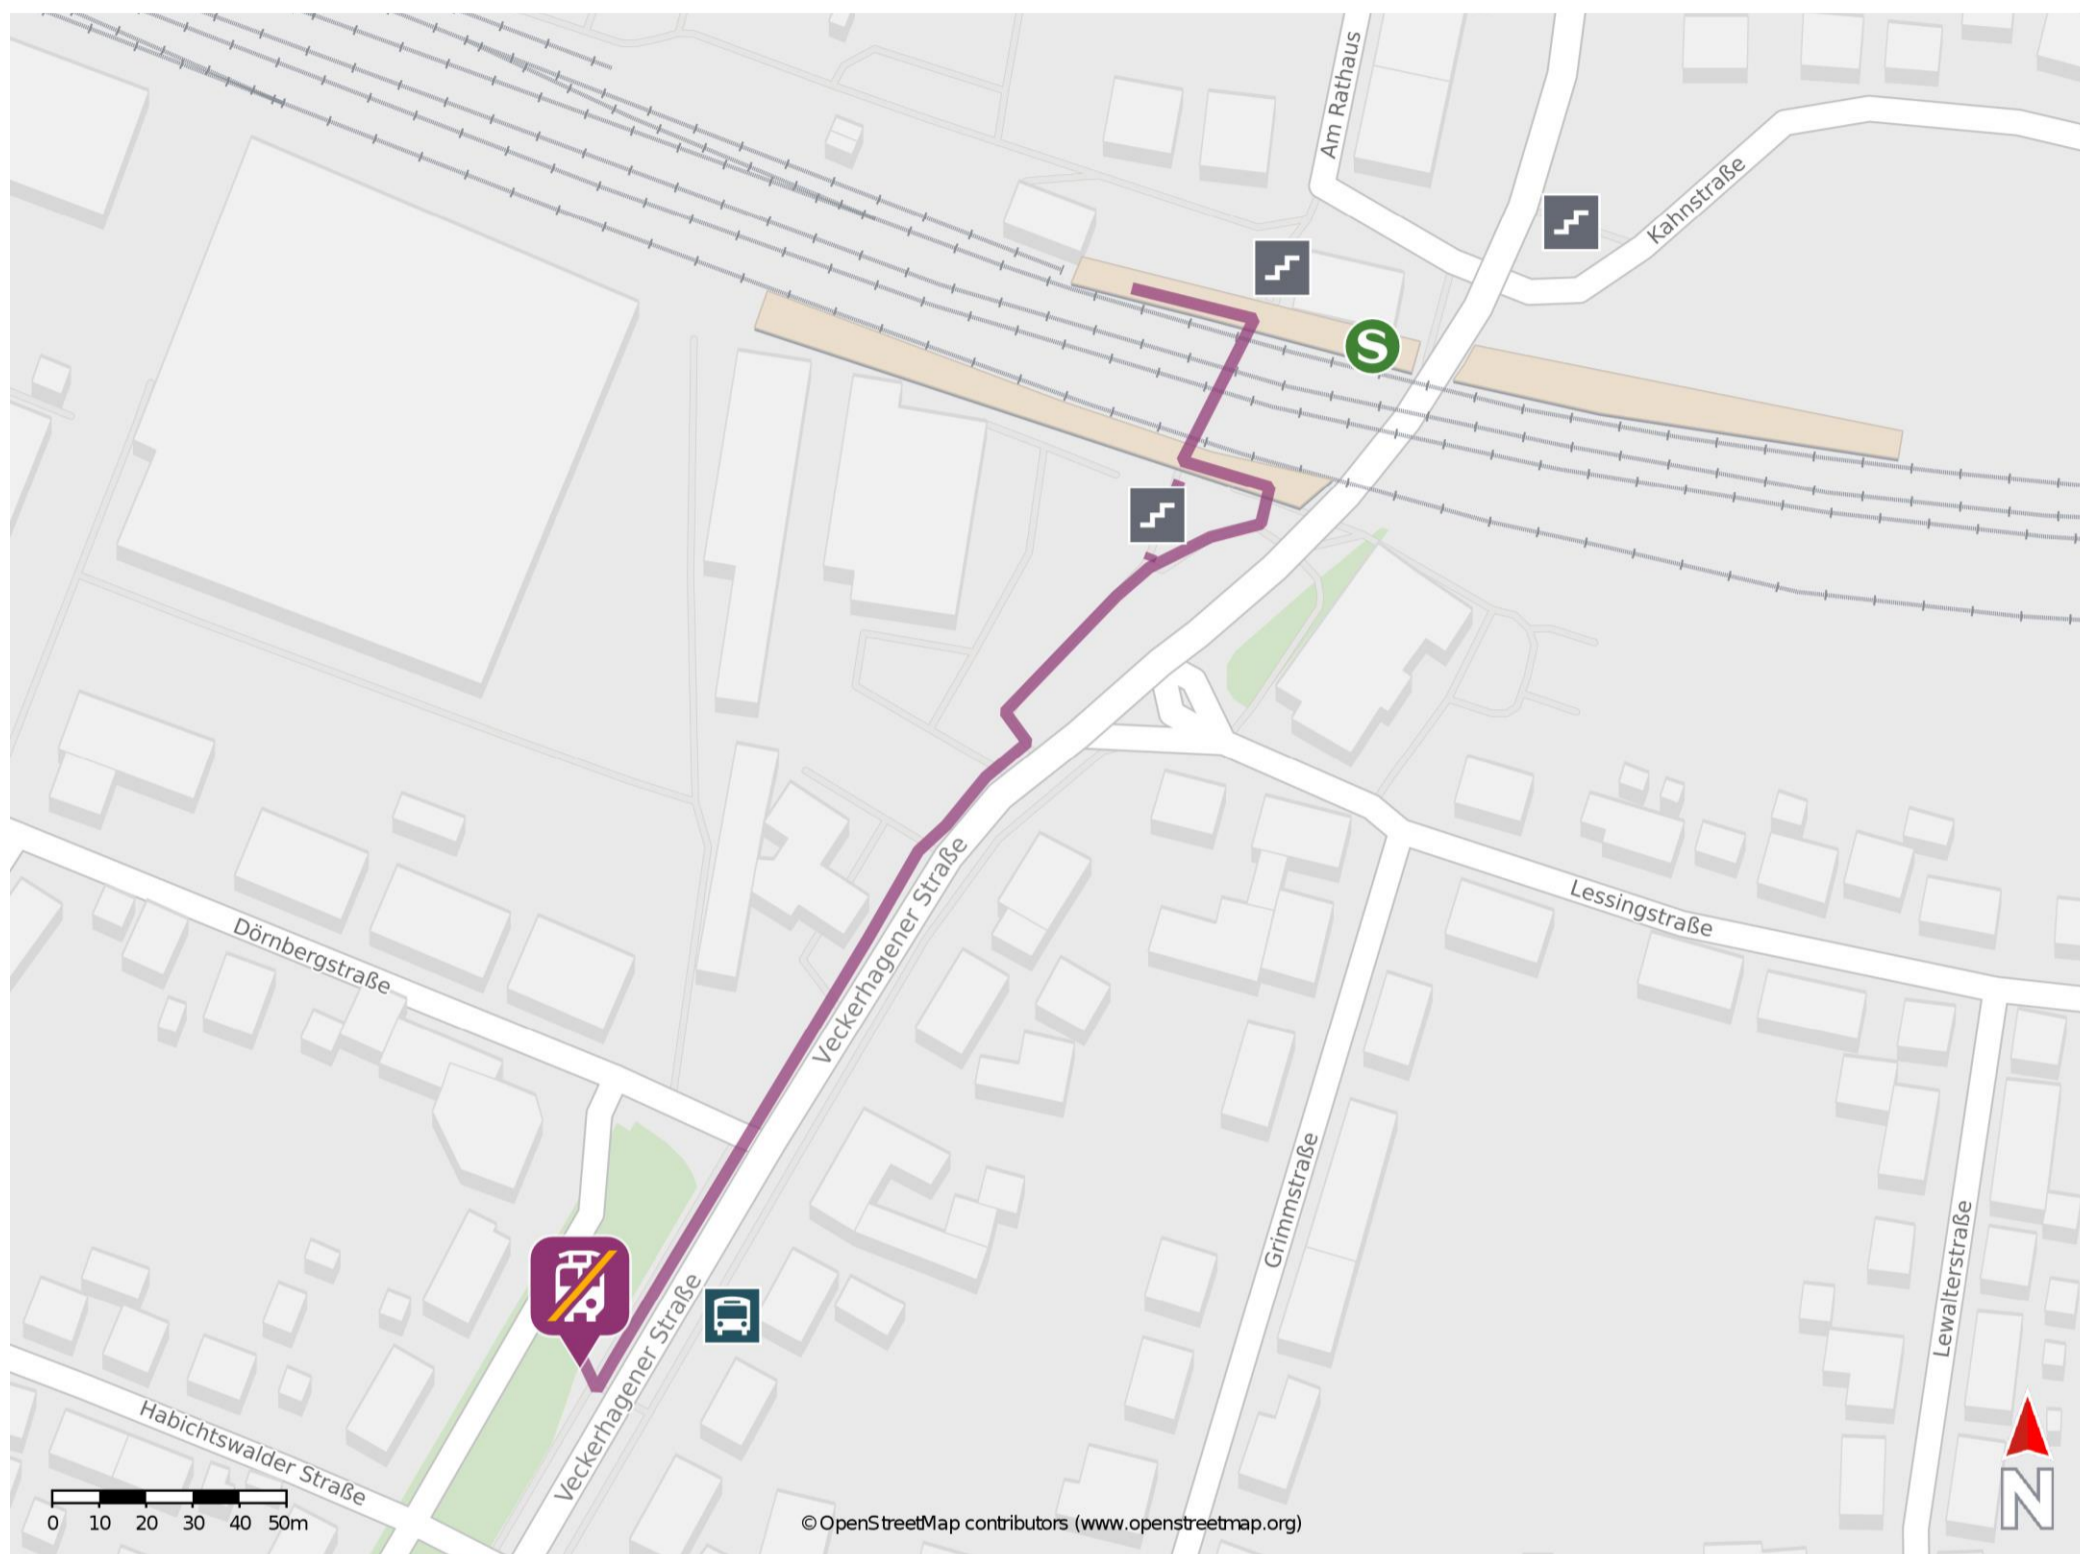 Am Rathaus
Kahnstraße
S
Veckerhagener Straße
Lessingstraße
Dörnbergstraße
Grimmstraße
Lewalterstraße
Veckerhagener Straße
Habichtswalder Straße
0 10 20 30 40 50m
© OpenStreetMap contributors (www.openstreetmap.org)
N